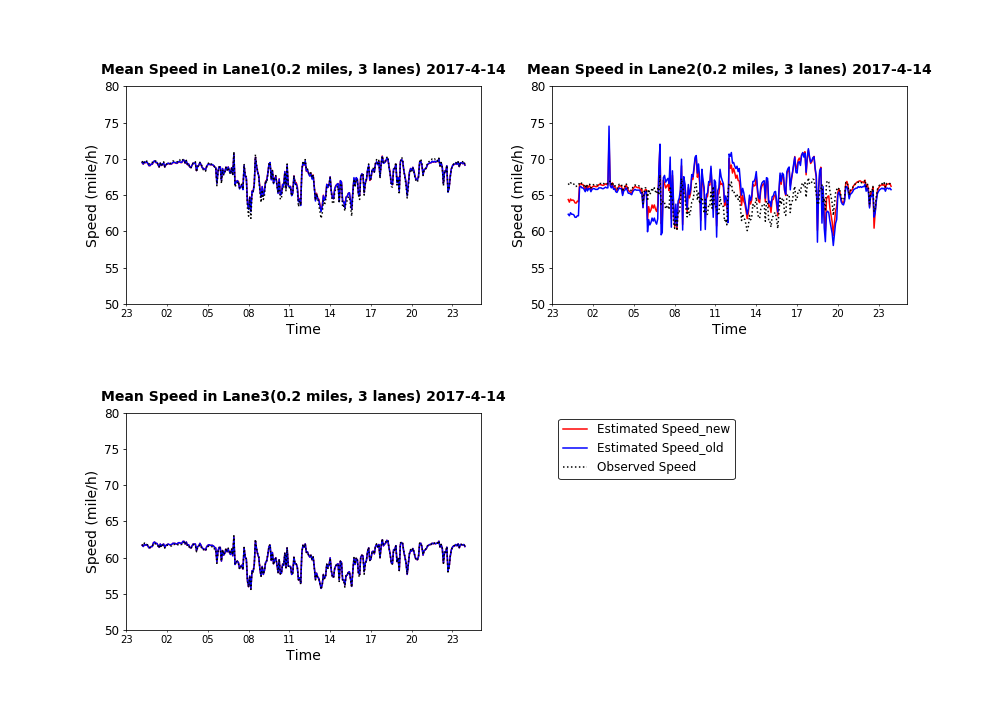 Mean Speed in Lane1(0.2 miles, 3 lanes) 2017-4-14
80
75
70
65
60
55
50
Speed (mile/h)
23 02 05 08 11 14 17 20 23
Time
Mean Speed in Lane2(0.2 miles, 3 lanes) 2017-4-14
80
75
70
65
60
55
50
Speed (mile/h)
23 02 05 08 11 14 17 20 23
Time
Mean Speed in Lane3(0.2 miles, 3 lanes) 2017-4-14
80
75
70
65
60
55
50
Speed (mile/h)
23 02 05 08 11 14 17 20 23
Time
Estimated Speed_new
Estimated Speed_old
Observed Speed